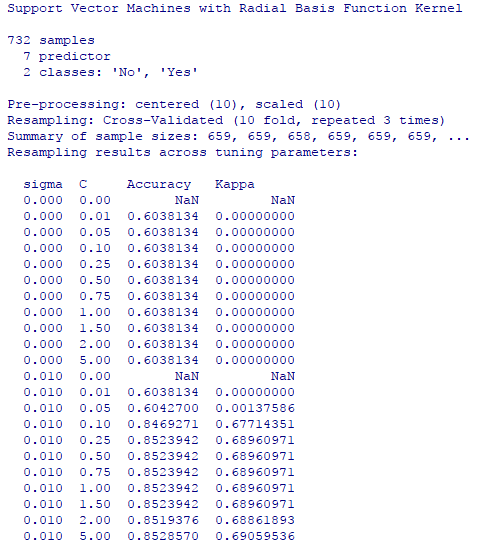 Support Vector Machines with Radial Basis Function Kernel
732 samples
7 predictor
2 classes: 'No', 'Yes'
Pre-processing: centered (10), scaled (10)
Resampling: Cross-Validated (10 fold, repeated 3 times)
Summary of sample sizes: 659, 659, 658, 659, 659, 659, ...
Resampling results across tuning parameters:
sigma C Accuracy Kappa
0.000 0.00 NaN NaN
0.000 0.01 0.6038134 0.00000000
0.000 0.05 0.6038134 0.00000000
0.000 0.10 0.6038134 0.00000000
0.000 0.25 0.6038134 0.00000000
0.000 0.50 0.6038134 0.00000000
0.000 0.75 0.6038134 0.00000000
0.000 1.00 0.6038134 0.00000000
0.000 1.50 0.6038134 0.00000000
0.000 2.00 0.6038134 0.00000000
0.000 5.00 0.6038134 0.00000000
0.010 0.00 NaN NaN
0.010 0.01 0.6038134 0.00000000
0.010 0.05 0.6042700 0.00137586
0.010 0.10 0.8469271 0.67714351
0.010 0.25 0.8523942 0.68960971
0.010 0.50 0.8523942 0.68960971
0.010 0.75 0.8523942 0.68960971
0.010 1.00 0.8523942 0.68960971
0.010 1.50 0.8523942 0.68960971
0.010 2.00 0.8519376 0.68861893
0.010 5.00 0.8528570 0.69059536